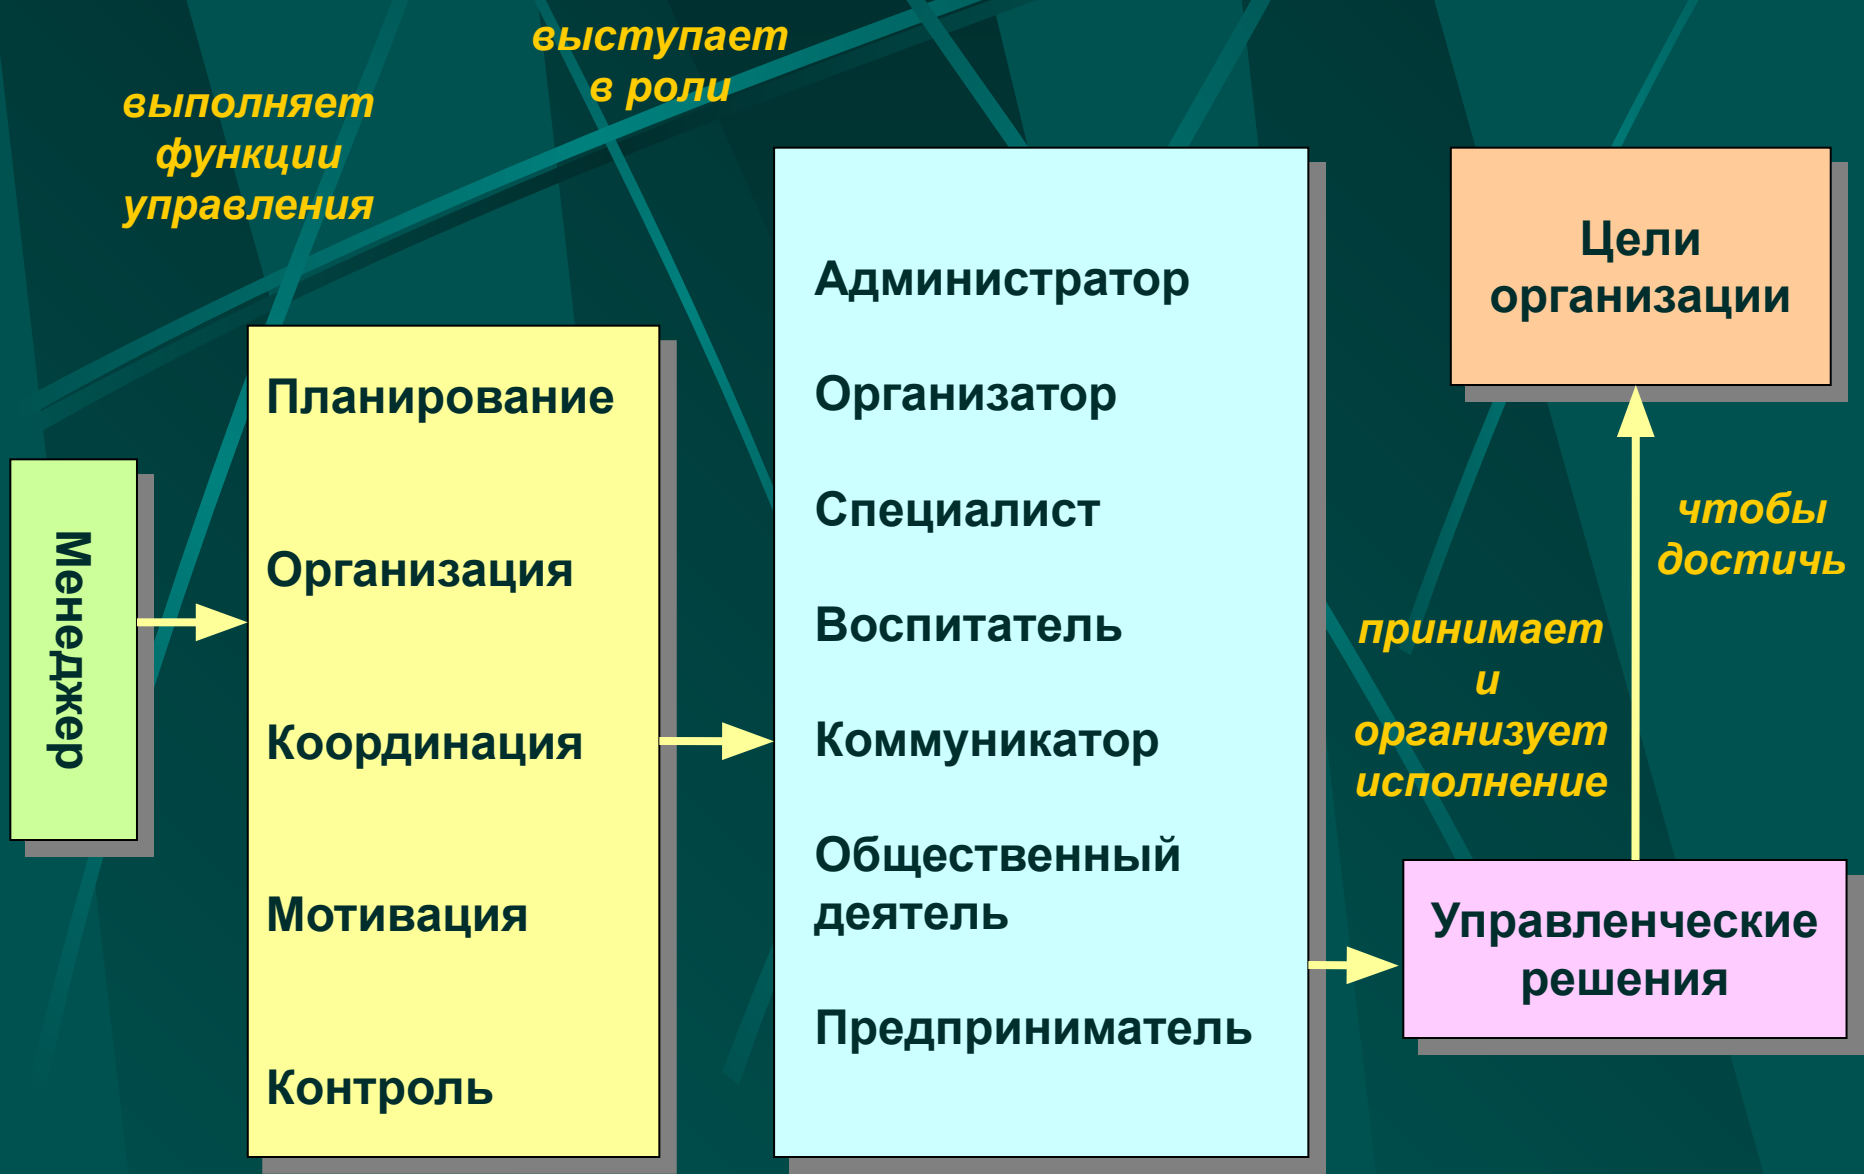 выступает
в роли
выполняет
функции
управления
Менеджер
Планирование
Организация
Координация
Мотивация
Контроль
Администратор
Организатор
Специалист
Воспитатель
Коммуникатор
Общественный
деятель
Предприниматель
принимает
и
организует
исполнение
Управленческие
решения
чтобы
достичь
Цели
организации